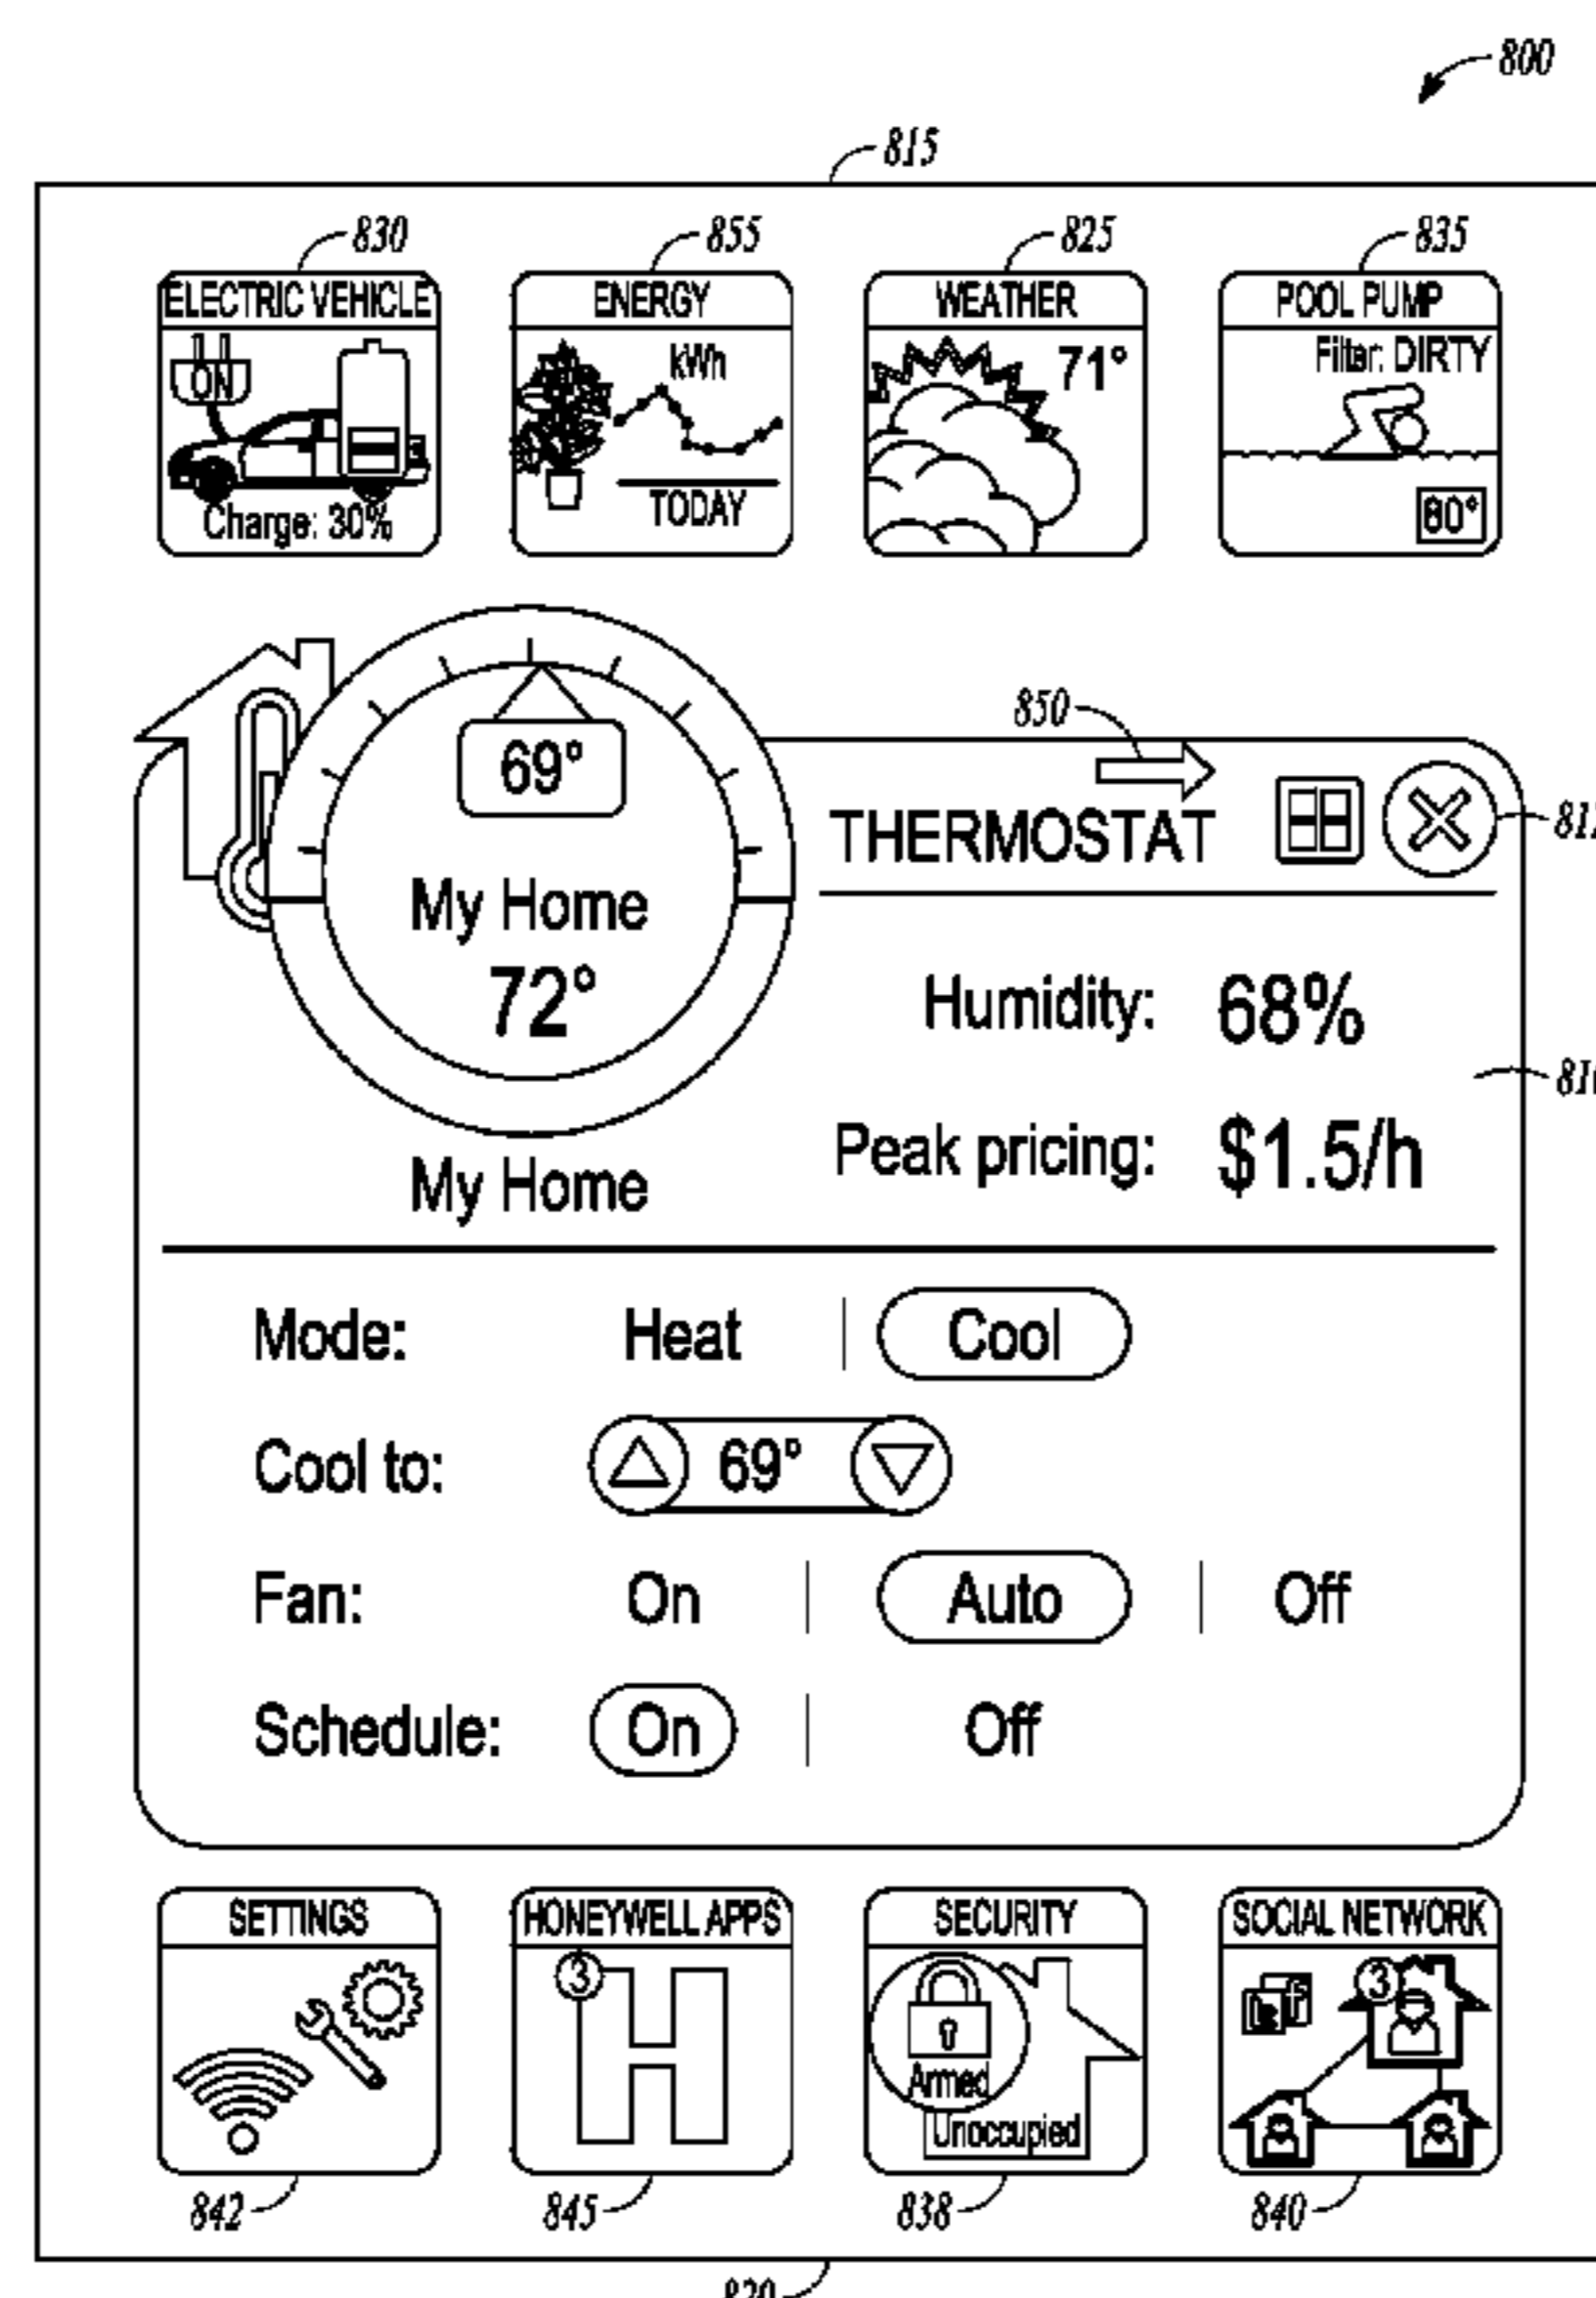 800
815
830 855 825 835
ELECTRIC VEHICLE ENERGY WEATHER POOL PUMP
ON kWh 71° Filter: DIRTY
Charge: 30% TODAY 80°
69°
850
THERMOSTAT
My Home
72°
Humidity: 68%
Peak pricing: $1.5/h
My Home
Mode: Heat | Cool
Cool to: 69°
Fan: On | Auto | Off
Schedule: On | Off
SETTINGS HONEYWELL APPS SECURITY SOCIAL NETWORK
3 3
Armed
Unoccupied
842 845 838 840